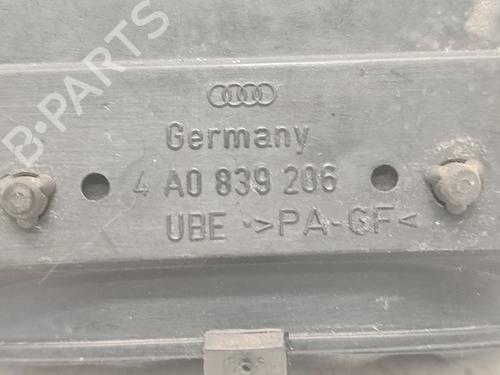 B-PARTS
Germany
4 A0 839 206
UBE >PA-GF<